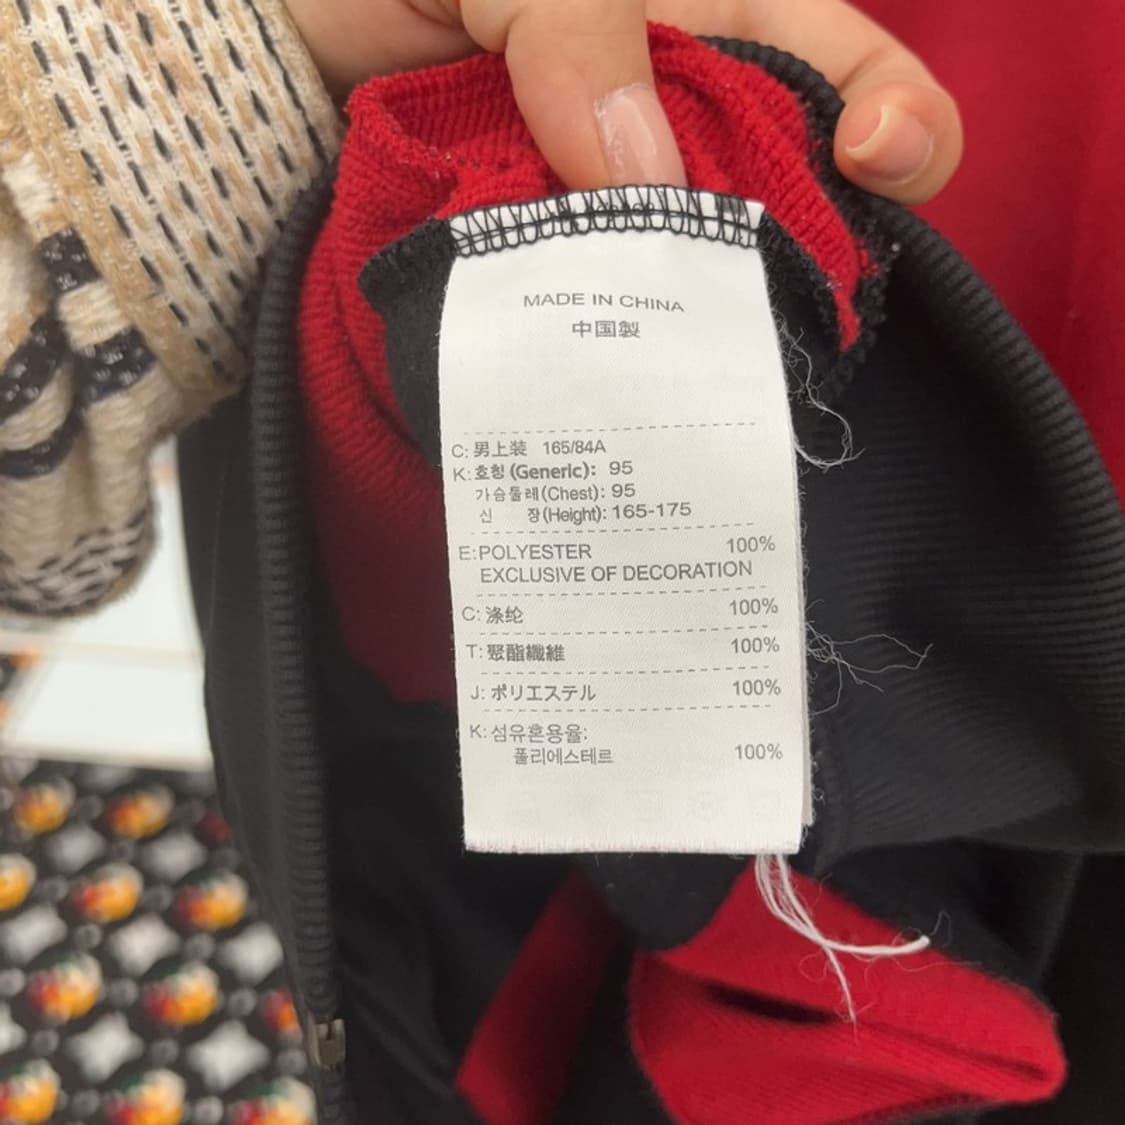 MADE IN CHINA
中国製
C: 男上装 165/84A
K: 호칭 (Generic): 95
가슴둘레(Chest): 95
신 장(Height): 165-175
E: POLYESTER 100%
EXCLUSIVE OF DECORATION
C: 涤纶 100%
T: 聚酯纖維 100%
J: ポリエステル 100%
K: 섬유혼용율:
폴리에스테르 100%